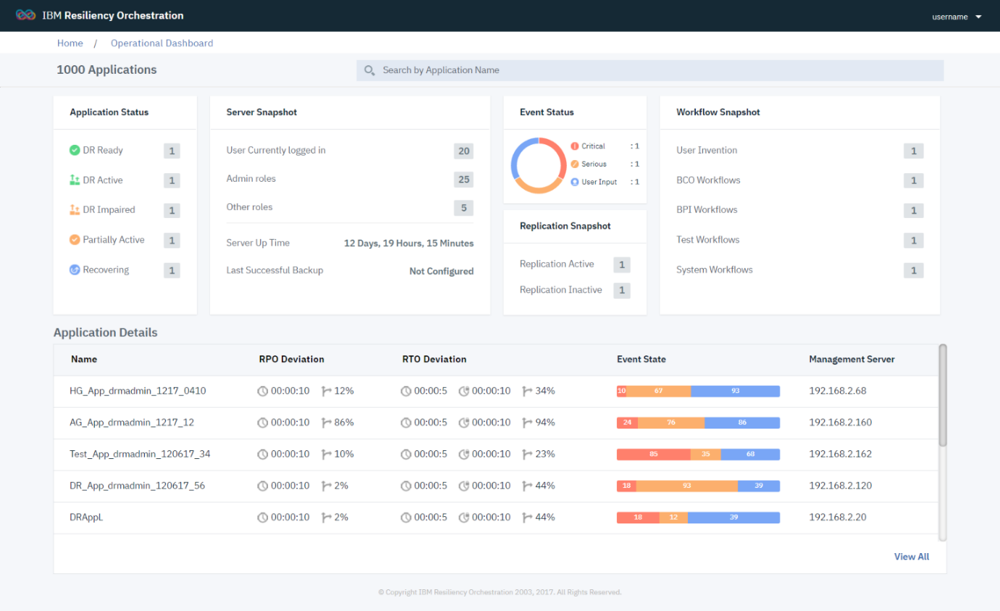 IBM Resiliency Orchestration
username
Home / Operational Dashboard
1000 Applications
Search by Application Name
Application Status
DR Ready 1
DR Active 1
DR Impaired 1
Partially Active 1
Recovering 1
Server Snapshot
User Currently logged in 20
Admin roles 25
Other roles 5
Server Up Time 12 Days, 19 Hours, 15 Minutes
Last Successful Backup Not Configured
Event Status
Critical : 1
Serious : 1
User Input : 1
Replication Snapshot
Replication Active 1
Replication Inactive 1
Workflow Snapshot
User Invention 1
BCO Workflows 1
BPI Workflows 1
Test Workflows 1
System Workflows 1
Application Details
Name RPO Deviation RTO Deviation Event State Management Server
HG_App_drmadmin_1217_0410 00:00:10 12% 00:00:5 00:00:10 34% 10 67 93 192.168.2.68
AG_App_drmadmin_1217_12 00:00:10 86% 00:00:5 00:00:10 94% 24 76 86 192.168.2.160
Test_App_drmadmin_120617_34 00:00:10 10% 00:00:5 00:00:10 23% 85 35 68 192.168.2.162
DR_App_drmadmin_120617_56 00:00:10 2% 00:00:5 00:00:10 44% 18 93 39 192.168.2.120
DRAppL 00:00:10 2% 00:00:5 00:00:10 44% 18 12 39 192.168.2.20
View All
© Copyright IBM Resiliency Orchestration 2003, 2017. All Rights Reserved.